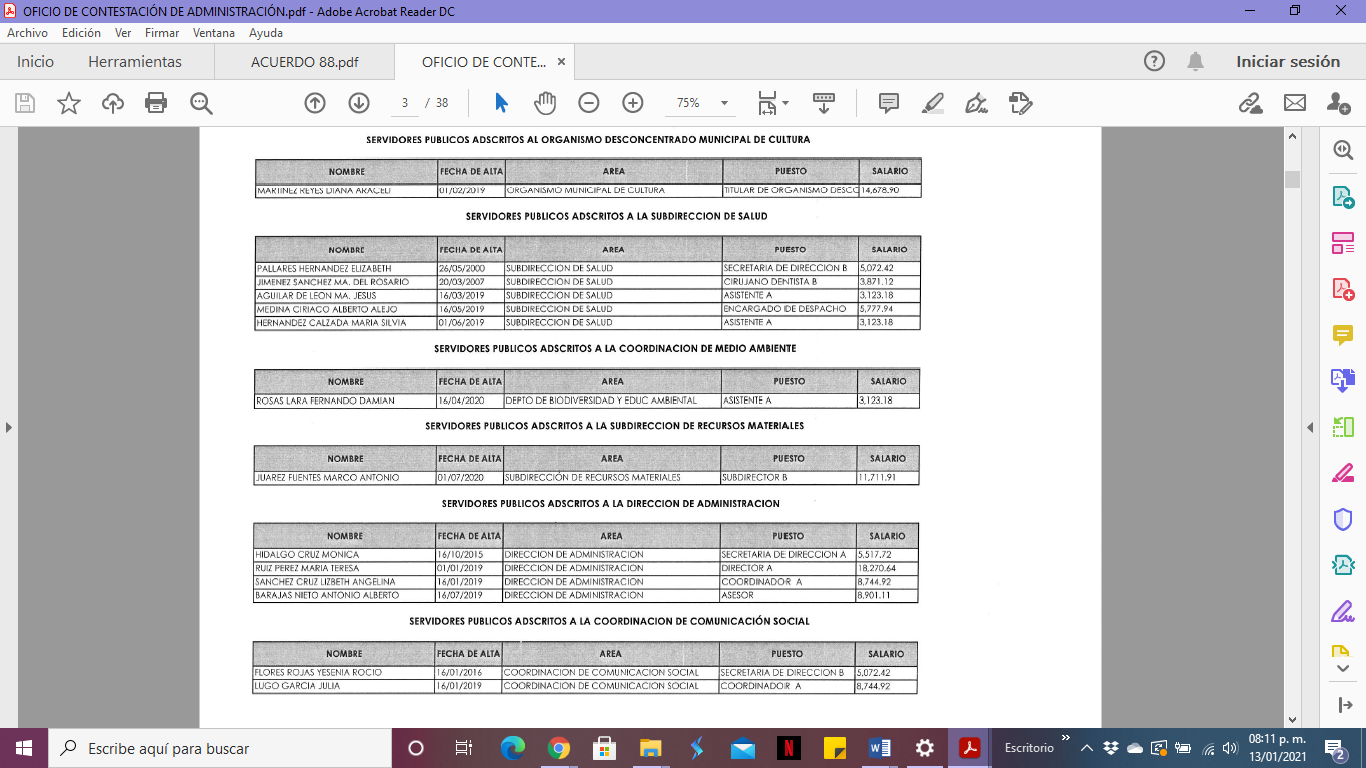 OFICIO DE CONTESTACIÓN DE ADMINISTRACIÓN.pdf - Adobe Acrobat Reader DC
Archivo Edición Ver Firmar Ventana Ayuda
Inicio Herramientas ACUERDO 88.pdf OFICIO DE CONTE... × Iniciar sesión
3 / 38 75%
SERVIDORES PUBLICOS ADSCRITOS AL ORGANISMO DESCONCENTRADO MUNICIPAL DE CULTURA
NOMBRE FECHA DE ALTA AREA PUESTO SALARIO
MARTINEZ REYES DIANA ARACELI 01/02/2019 ORGANISMO MUNICIPAL DE CULTURA TITULAR DE ORGANISMO DESCO 14,678.90
SERVIDORES PUBLICOS ADSCRITOS A LA SUBDIRECCION DE SALUD
NOMBRE FECHA DE ALTA AREA PUESTO SALARIO
PALLARES HERNANDEZ ELIZABETH 26/05/2000 SUBDIRECCION DE SALUD SECRETARIA DE DIRECCION B 5,072.42
JIMENEZ SANCHEZ MA. DEL ROSARIO 20/03/2007 SUBDIRECCION DE SALUD CIRUJANO DENTISTA B 3,871.12
AGUILAR DE LEON MA. JESUS 16/03/2019 SUBDIRECCION DE SALUD ASISTENTE A 3,123.18
MEDINA CIRIACO ALBERTO ALEJO 16/05/2019 SUBDIRECCION DE SALUD ENCARGADO DE DESPACHO 5,777.94
HERNANDEZ CALZADA MARIA SILVIA 01/06/2019 SUBDIRECCION DE SALUD ASISTENTE A 3,123.18
SERVIDORES PUBLICOS ADSCRITOS A LA COORDINACION DE MEDIO AMBIENTE
NOMBRE FECHA DE ALTA AREA PUESTO SALARIO
ROSAS LARA FERNANDO DAMIAN 16/04/2020 DEPTO DE BIODIVERSIDAD Y EDUC AMBIENTAL ASISTENTE A 3,123.18
SERVIDORES PUBLICOS ADSCRITOS A LA SUBDIRECCION DE RECURSOS MATERIALES
NOMBRE FECHA DE ALTA AREA PUESTO SALARIO
JUAREZ FUENTES MARCO ANTONIO 01/07/2020 SUBDIRECCIÓN DE RECURSOS MATERIALES SUBDIRECTOR B 11,711.91
SERVIDORES PUBLICOS ADSCRITOS A LA DIRECCION DE ADMINISTRACION
NOMBRE FECHA DE ALTA AREA PUESTO SALARIO
HIDALGO CRUZ MONICA 16/10/2015 DIRECCION DE ADMINISTRACION SECRETARIA DE DIRECCION A 5,517.72
RUIZ PEREZ MARIA TERESA 01/01/2019 DIRECCION DE ADMINISTRACION DIRECTOR A 18,270.64
SANCHEZ CRUZ LIZBETH ANGELINA 16/01/2019 DIRECCION DE ADMINISTRACION COORDINADOR A 8,744.92
BARAJAS NIETO ANTONIO ALBERTO 16/07/2019 DIRECCION DE ADMINISTRACION ASESOR 8,901.11
SERVIDORES PUBLICOS ADSCRITOS A LA COORDINACION DE COMUNICACIÓN SOCIAL
NOMBRE FECHA DE ALTA AREA PUESTO SALARIO
FLORES ROJAS YESENIA ROCIO 16/01/2016 COORDINACION DE COMUNICACION SOCIAL SECRETARIA DE DIRECCION B 5,072.42
LUGO GARCIA JULIA 16/01/2019 COORDINACION DE COMUNICACION SOCIAL COORDINADOR A 8,744.92
Escribe aquí para buscar Escritorio » 08:11 p. m.
13/01/2021 2